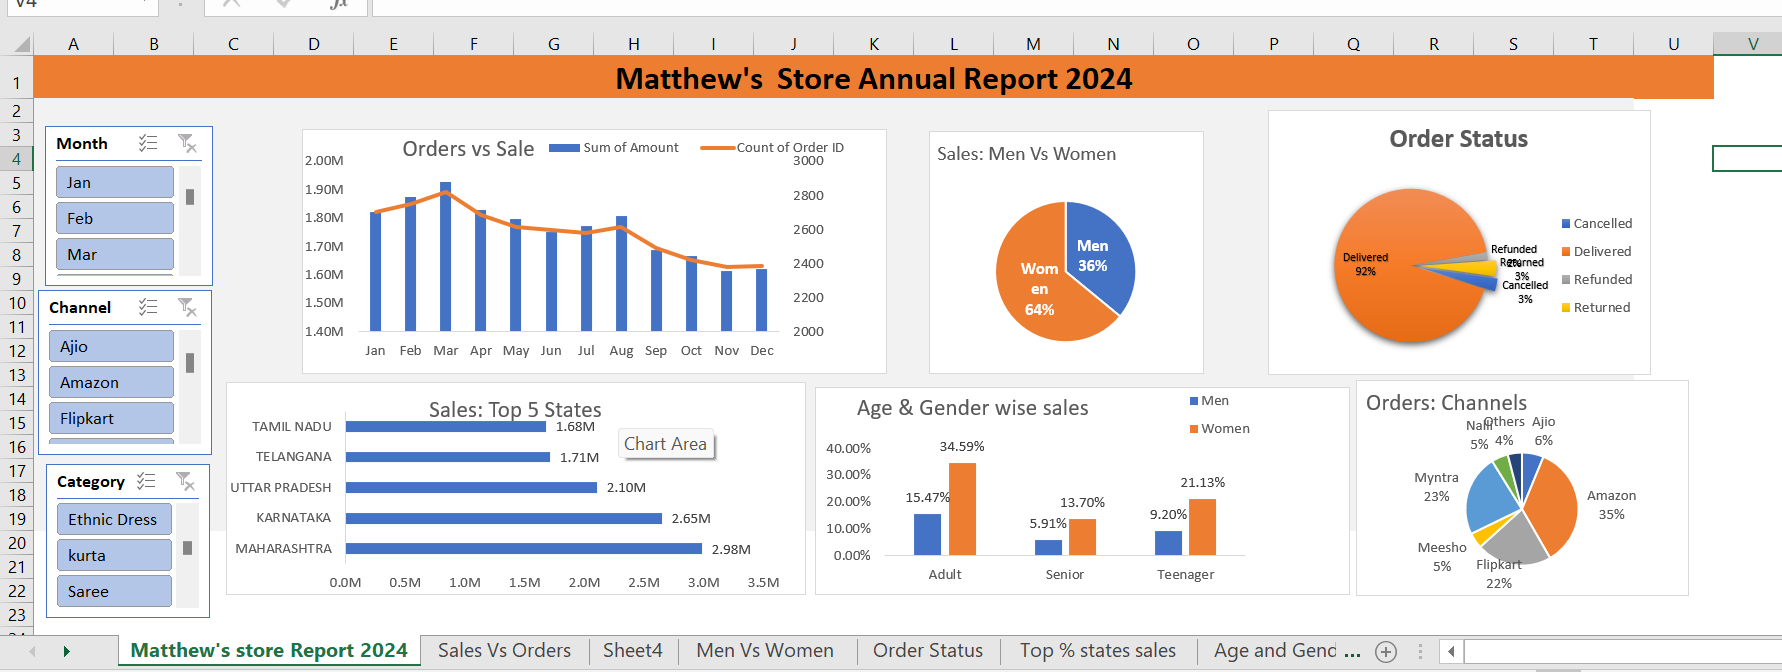 V4
fx
A B C D E F G H I J K L M N O P Q R S T U V
1
2
3
4
5
6
7
8
9
10
11
12
13
14
15
16
17
18
19
20
21
22
23
Matthew's  Store Annual Report 2024
Month
Jan
Feb
Mar
Channel
Ajio
Amazon
Flipkart
Category
Ethnic Dress
kurta
Saree
Orders vs Sale
Sum of Amount
Count of Order ID
2.00M
1.90M
1.80M
1.70M
1.60M
1.50M
1.40M
3000
2800
2600
2400
2200
2000
Jan Feb Mar Apr May Jun Jul Aug Sep Oct Nov Dec
Sales: Men Vs Women
Men
36%
Wom
en
64%
Order Status
Delivered
92%
Refunded
2%
Returned
3%
Cancelled
3%
Cancelled
Delivered
Refunded
Returned
Sales: Top 5 States
TAMIL NADU 1.68M
TELANGANA 1.71M
UTTAR PRADESH 2.10M
KARNATAKA 2.65M
MAHARASHTRA 2.98M
0.0M 0.5M 1.0M 1.5M 2.0M 2.5M 3.0M 3.5M
Chart Area
Age & Gender wise sales
Men
Women
40.00%
30.00%
20.00%
10.00%
0.00%
15.47% 34.59%
5.91% 13.70%
9.20% 21.13%
Adult Senior Teenager
Orders: Channels
Nalli
5%
Others
4%
Ajio
6%
Myntra
23%
Amazon
35%
Meesho
5%
Flipkart
22%
Matthew's store Report 2024 Sales Vs Orders Sheet4 Men Vs Women Order Status Top % states sales Age and Gend ...